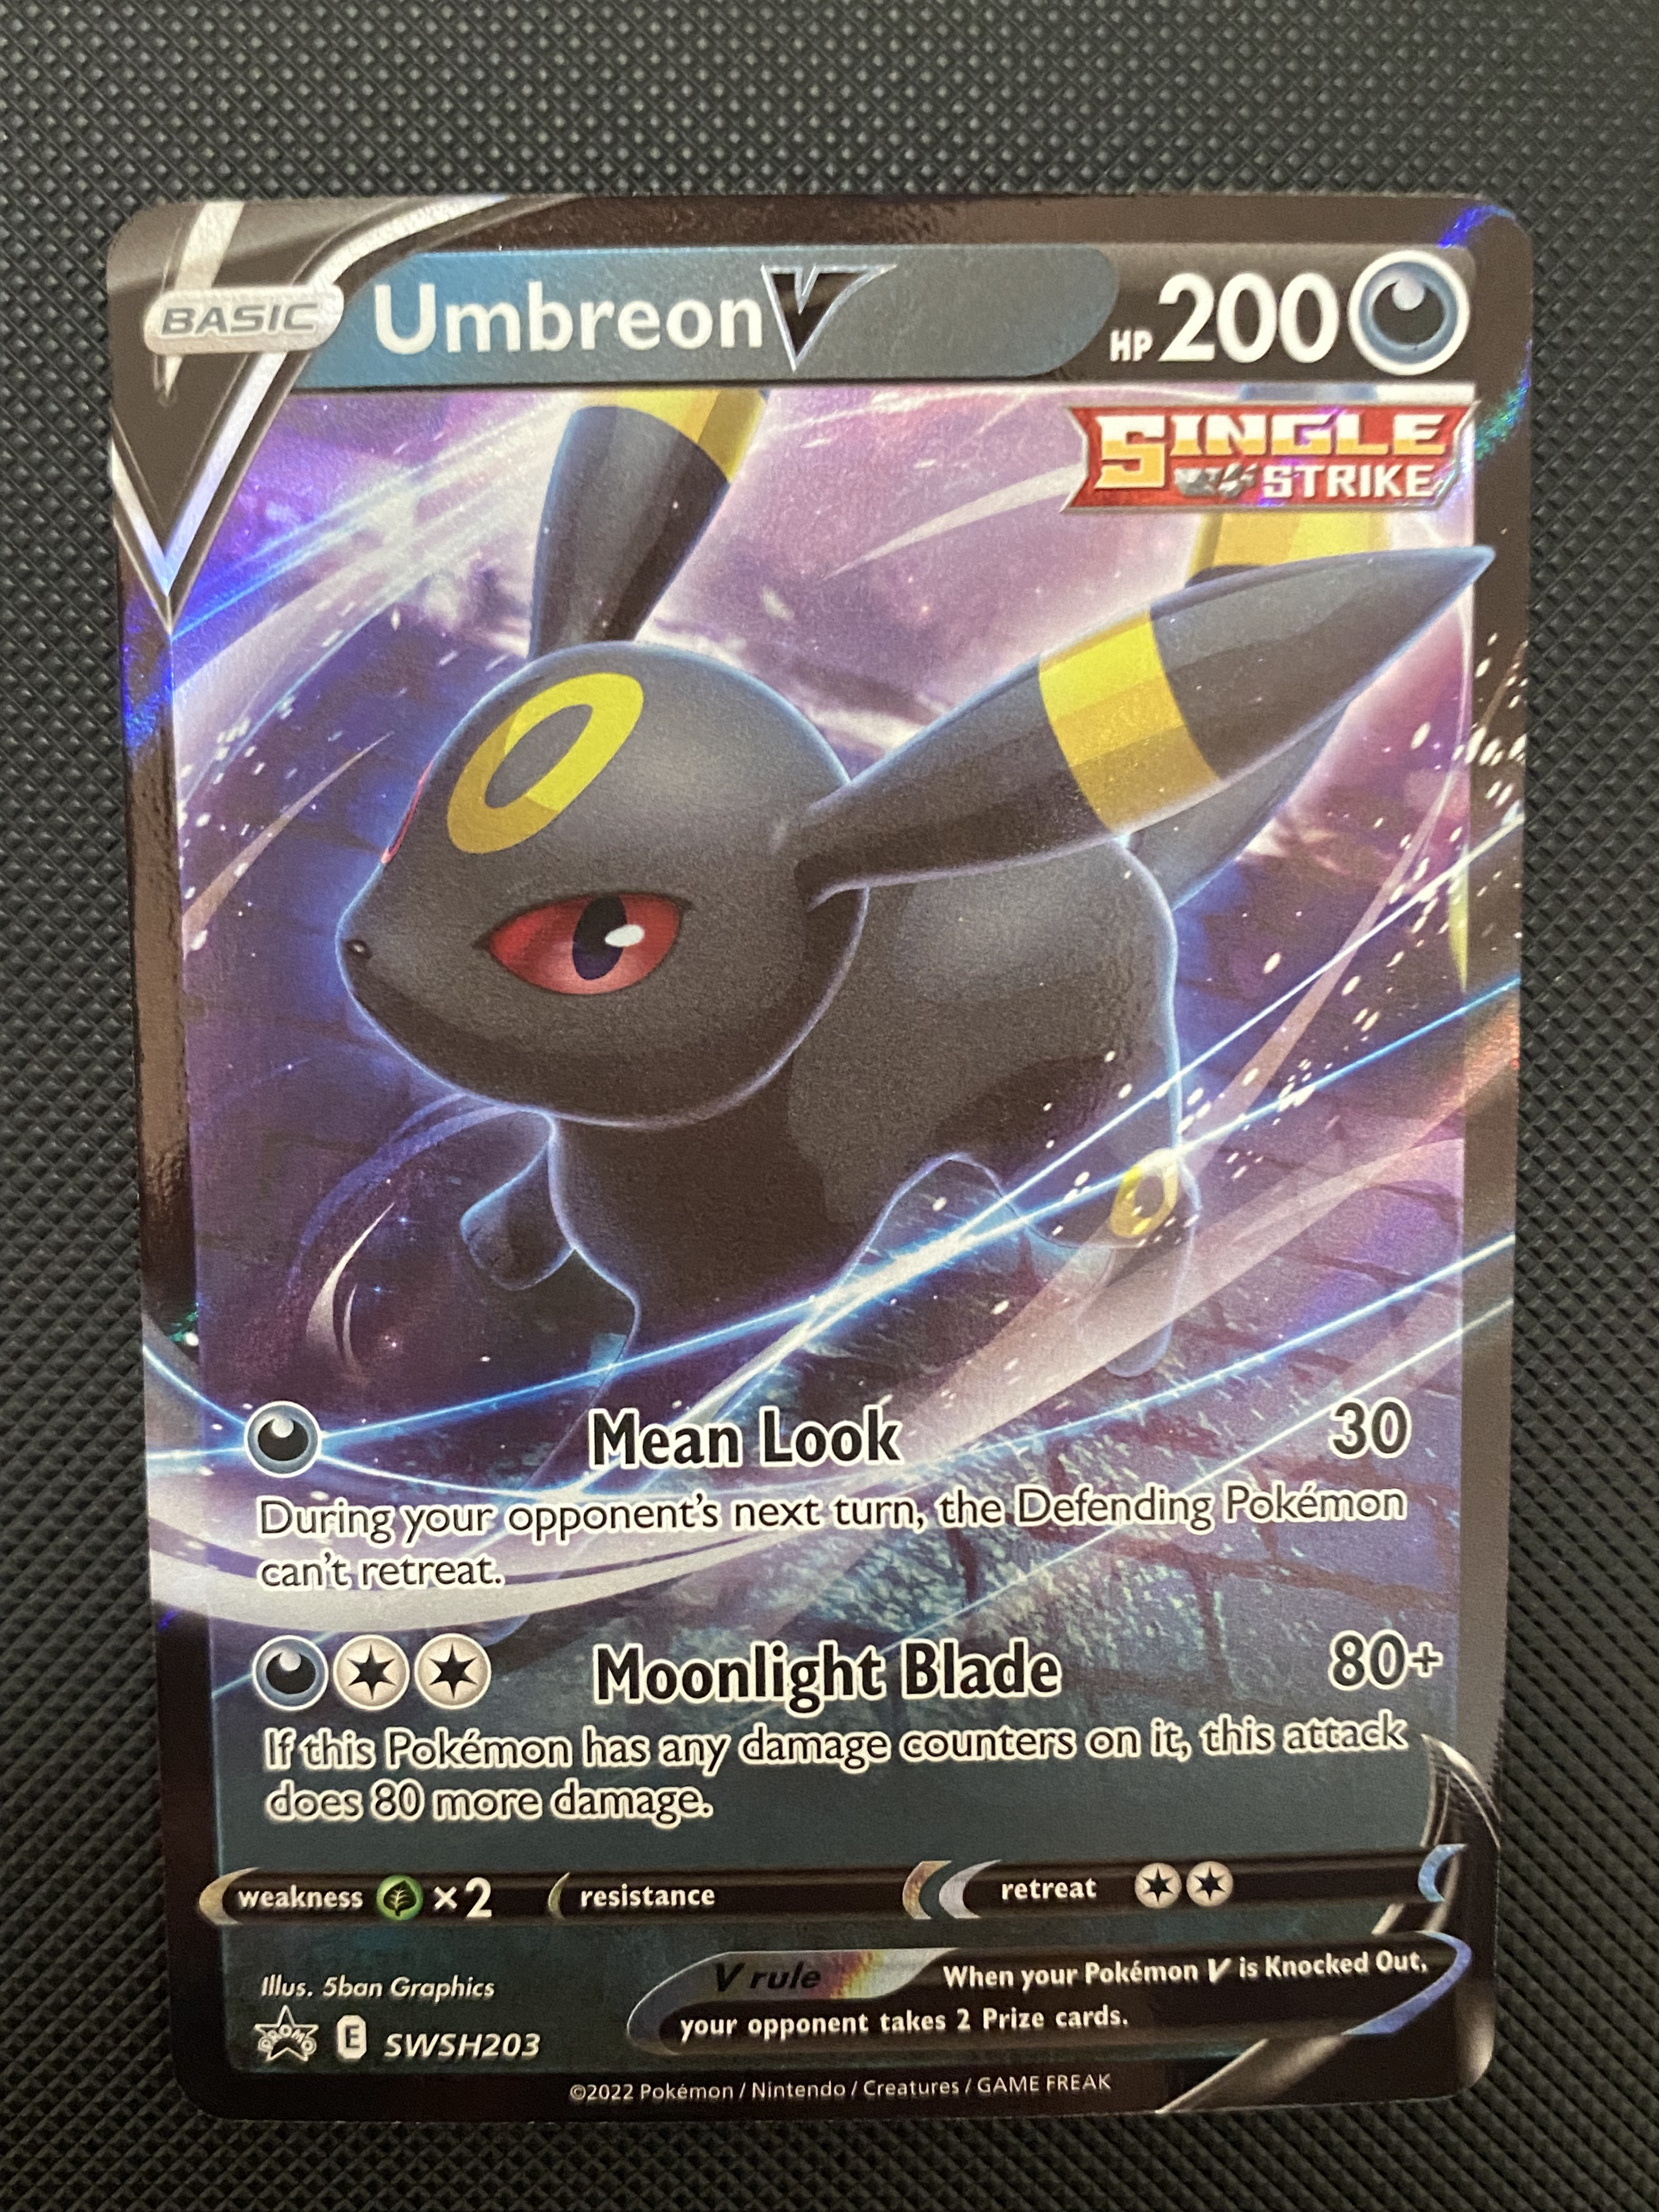 BASIC Umbreon V HP 200
SINGLE
STRIKE
Mean Look 30
During your opponent's next turn, the Defending Pokémon
can't retreat.
Moonlight Blade 80+
If this Pokémon has any damage counters on it, this attack
does 80 more damage.
weakness ×2 resistance retreat
V rule When your Pokémon V is Knocked Out,
your opponent takes 2 Prize cards.
Illus. 5ban Graphics
PROMO E SWSH203
©2022 Pokémon / Nintendo / Creatures / GAME FREAK